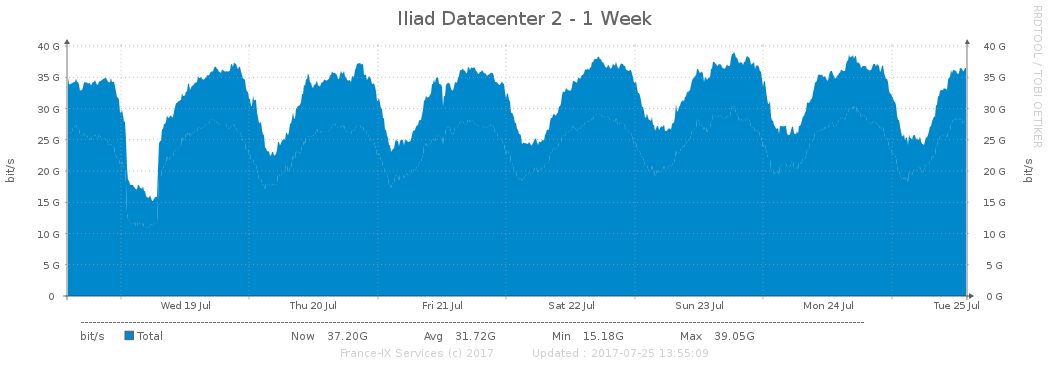 Iliad Datacenter 2 - 1 Week
RRDTOOL / TOBI OETIKER
bit/s
40 G 40 G
35 G 35 G
30 G 30 G
25 G 25 G
20 G 20 G
15 G 15 G
10 G 10 G
5 G 5 G
0 0 G
bit/s
Wed 19 Jul Thu 20 Jul Fri 21 Jul Sat 22 Jul Sun 23 Jul Mon 24 Jul Tue 25 Jul
bit/s Total Now 37.20G Avg 31.72G Min 15.18G Max 39.05G
France-IX Services (c) 2017 Updated : 2017-07-25 13:55:09